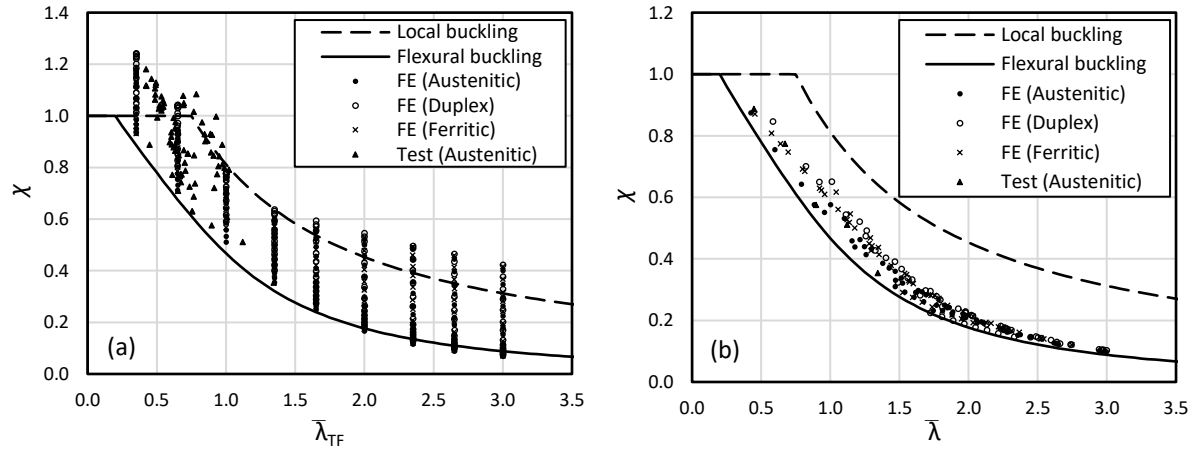 1.4
1.2
1.0
0.8
0.6
0.4
0.2
0.0
χ
Local buckling
Flexural buckling
FE (Austenitic)
FE (Duplex)
FE (Ferritic)
Test (Austenitic)
(a)
0.0 0.5 1.0 1.5 2.0 2.5 3.0 3.5
λ̅TF
1.2
1.0
0.8
0.6
0.4
0.2
0.0
χ
Local buckling
Flexural buckling
FE (Austenitic)
FE (Duplex)
FE (Ferritic)
Test (Austenitic)
(b)
0.0 0.5 1.0 1.5 2.0 2.5 3.0 3.5
λ̅